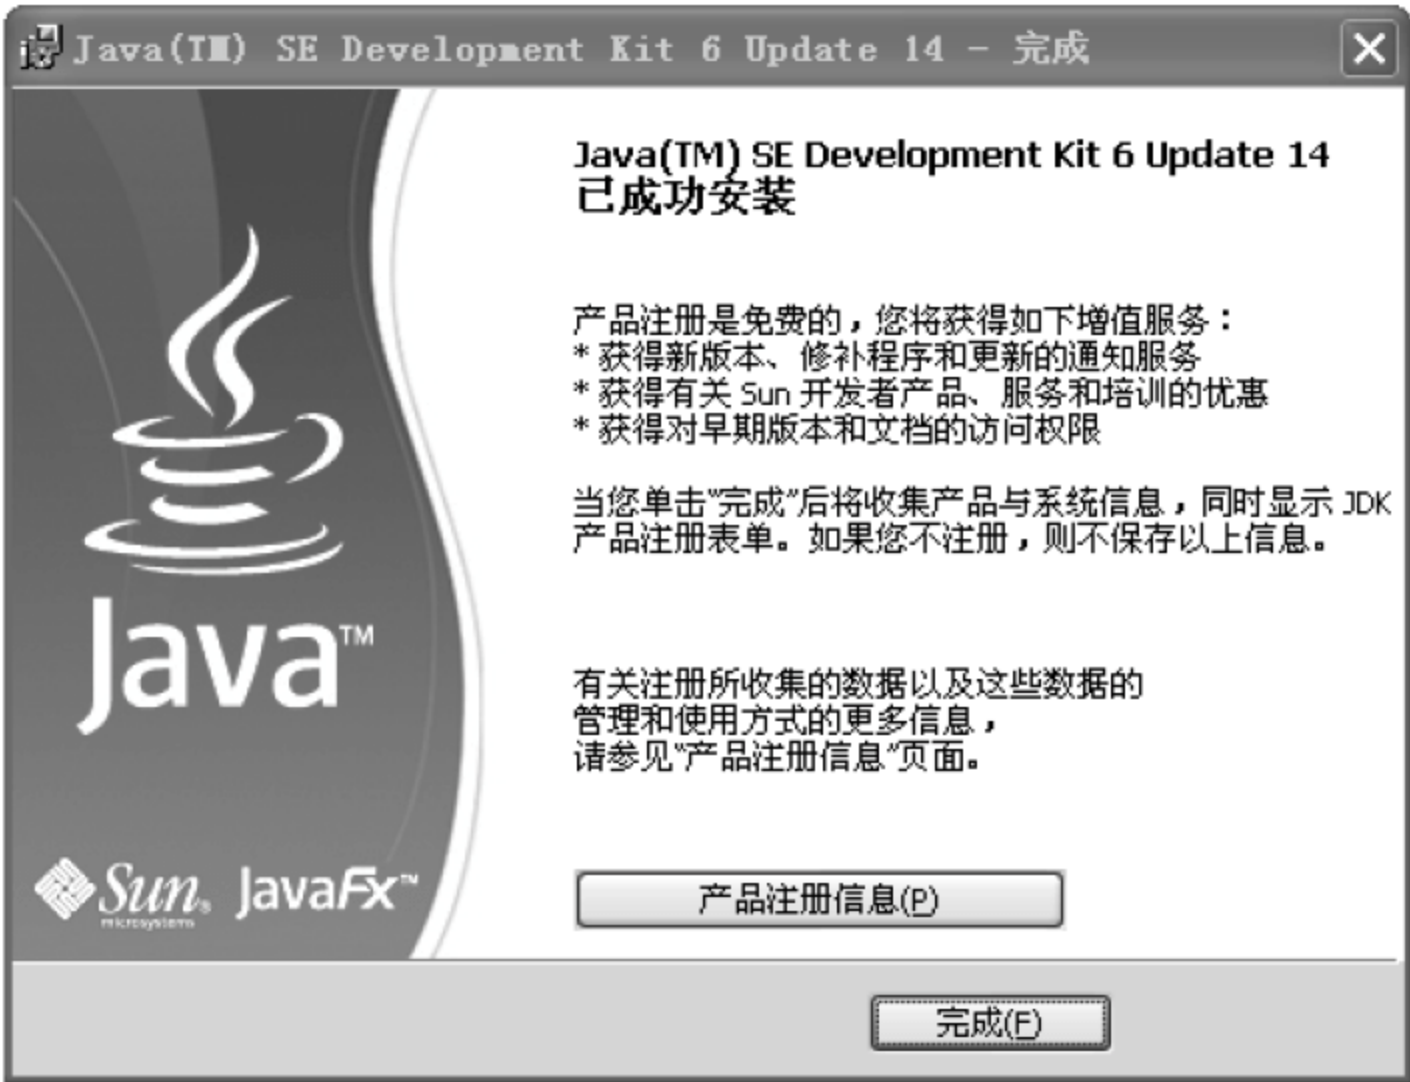 Java(TM) SE Development Kit 6 Update 14 - 完成
Java(TM) SE Development Kit 6 Update 14
已成功安装
产品注册是免费的，您将获得如下增值服务：
* 获得新版本、修补程序和更新的通知服务
* 获得有关 Sun 开发者产品、服务和培训的优惠
* 获得对早期版本和文档的访问权限
当您单击"完成"后将收集产品与系统信息，同时显示 JDK
产品注册表单。如果您不注册，则不保存以上信息。
Java™
有关注册所收集的数据以及这些数据的
管理和使用方式的更多信息，
请参见"产品注册信息"页面。
Sun® JavaFX™
microsystems
产品注册信息(P)
完成(F)